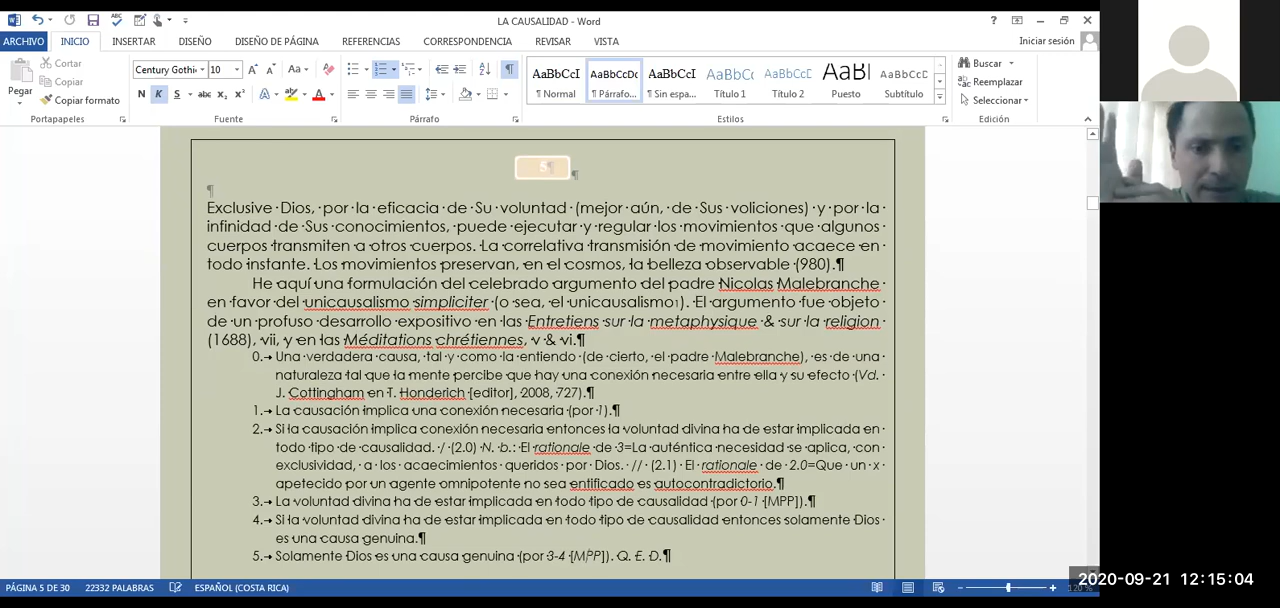 LA CAUSALIDAD - Word
ARCHIVO INICIO INSERTAR DISEÑO DISEÑO DE PÁGINA REFERENCIAS CORRESPONDENCIA REVISAR VISTA Iniciar sesión
Pegar
Cortar
Copiar
Copiar formato
Century Gothi 10
N K S abc x₂ x²
AaBbCcI AaBbCcDc AaBbCcI AaBbC AaBbCcD AaBl AaBbCcD
¶ Normal ¶ Párrafo... ¶ Sin espa... Título 1 Título 2 Puesto Subtítulo
Buscar
Reemplazar
Seleccionar
Portapapeles Fuente Párrafo Estilos Edición
5¶
¶
¶
Exclusive Dios, por la eficacia de Su voluntad (mejor aún, de Sus voliciones) y por la
infinidad de Sus conocimientos, puede ejecutar y regular los movimientos que algunos
cuerpos transmiten a otros cuerpos. La correlativa transmisión de movimiento acaece en
todo instante. Los movimientos preservan, en el cosmos, la belleza observable (980).¶
He aquí una formulación del celebrado argumento del padre Nicolas Malebranche
en favor del unicausalismo simpliciter (o sea, el unicausalismo1). El argumento fue objeto
de un profuso desarrollo expositivo en las Entretiens sur la metaphysique & sur la religion
(1688), vii, y en las Méditations chrétiennes, v & vi.¶
0. Una verdadera causa, tal y como la entiendo (de cierto, el padre Malebranche), es de una
naturaleza tal que la mente percibe que hay una conexión necesaria entre ella y su efecto (Vd.
J. Cottingham en T. Honderich [editor], 2008, 727).¶
1. La causación implica una conexión necesaria (por 1).¶
2. Si la causación implica conexión necesaria entonces la voluntad divina ha de estar implicada en
todo tipo de causalidad. / (2.0) N. b.: El rationale de 3=La auténtica necesidad se aplica, con
exclusividad, a los acaecimientos queridos por Dios. // (2.1) El rationale de 2.0=Que un x
apetecido por un agente omnipotente no sea entificado es autocontradictorio.¶
3. La voluntad divina ha de estar implicada en todo tipo de causalidad (por 0-1 [MPP]).¶
4. Si la voluntad divina ha de estar implicada en todo tipo de causalidad entonces solamente Dios
es una causa genuina.¶
5. Solamente Dios es una causa genuina (por 3-4 [MPP]). Q. E. D.¶
PÁGINA 5 DE 30 22332 PALABRAS ESPAÑOL (COSTA RICA) 120 %
2020-09-21 12:15:04